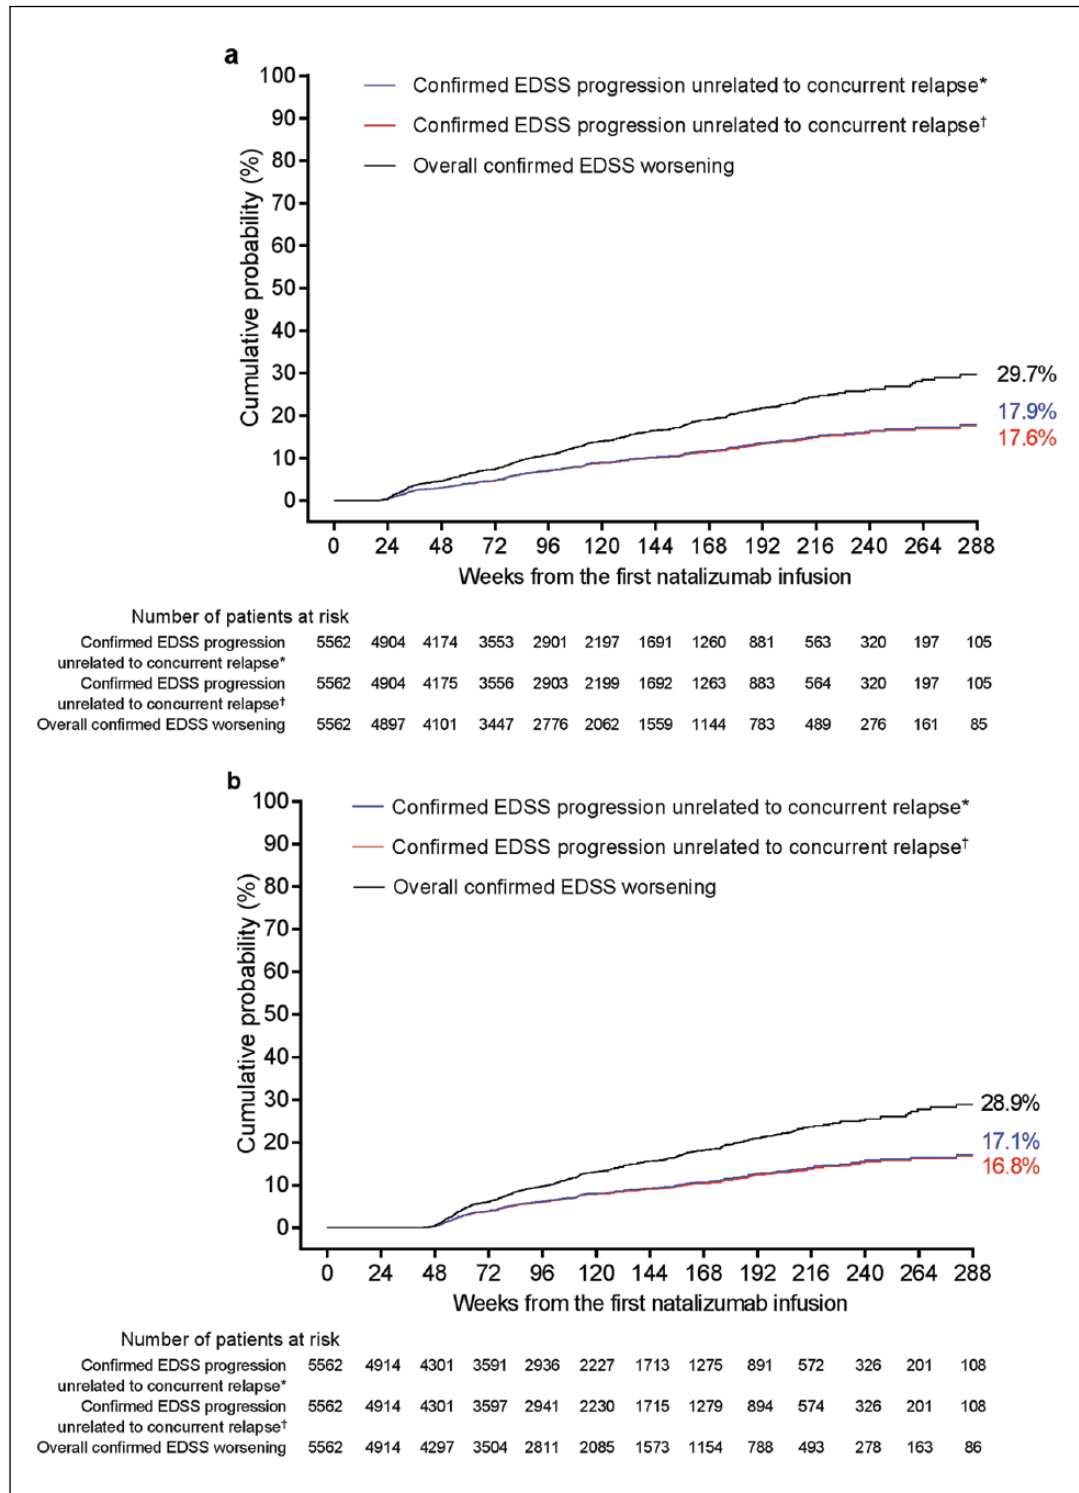 a
100
90
80
70
60
50
40
30
20
10
0
Cumulative probability (%)
Confirmed EDSS progression unrelated to concurrent relapse*
Confirmed EDSS progression unrelated to concurrent relapse†
Overall confirmed EDSS worsening
29.7%
17.9%
17.6%
0 24 48 72 96 120 144 168 192 216 240 264 288
Weeks from the first natalizumab infusion
Number of patients at risk
Confirmed EDSS progression 5562 4904 4174 3553 2901 2197 1691 1260 881 563 320 197 105
unrelated to concurrent relapse*
Confirmed EDSS progression 5562 4904 4175 3556 2903 2199 1692 1263 883 564 320 197 105
unrelated to concurrent relapse†
Overall confirmed EDSS worsening 5562 4897 4101 3447 2776 2062 1559 1144 783 489 276 161 85
b
100
90
80
70
60
50
40
30
20
10
0
Cumulative probability (%)
Confirmed EDSS progression unrelated to concurrent relapse*
Confirmed EDSS progression unrelated to concurrent relapse†
Overall confirmed EDSS worsening
28.9%
17.1%
16.8%
0 24 48 72 96 120 144 168 192 216 240 264 288
Weeks from the first natalizumab infusion
Number of patients at risk
Confirmed EDSS progression 5562 4914 4301 3591 2936 2227 1713 1275 891 572 326 201 108
unrelated to concurrent relapse*
Confirmed EDSS progression 5562 4914 4301 3597 2941 2230 1715 1279 894 574 326 201 108
unrelated to concurrent relapse†
Overall confirmed EDSS worsening 5562 4914 4297 3504 2811 2085 1573 1154 788 493 278 163 86